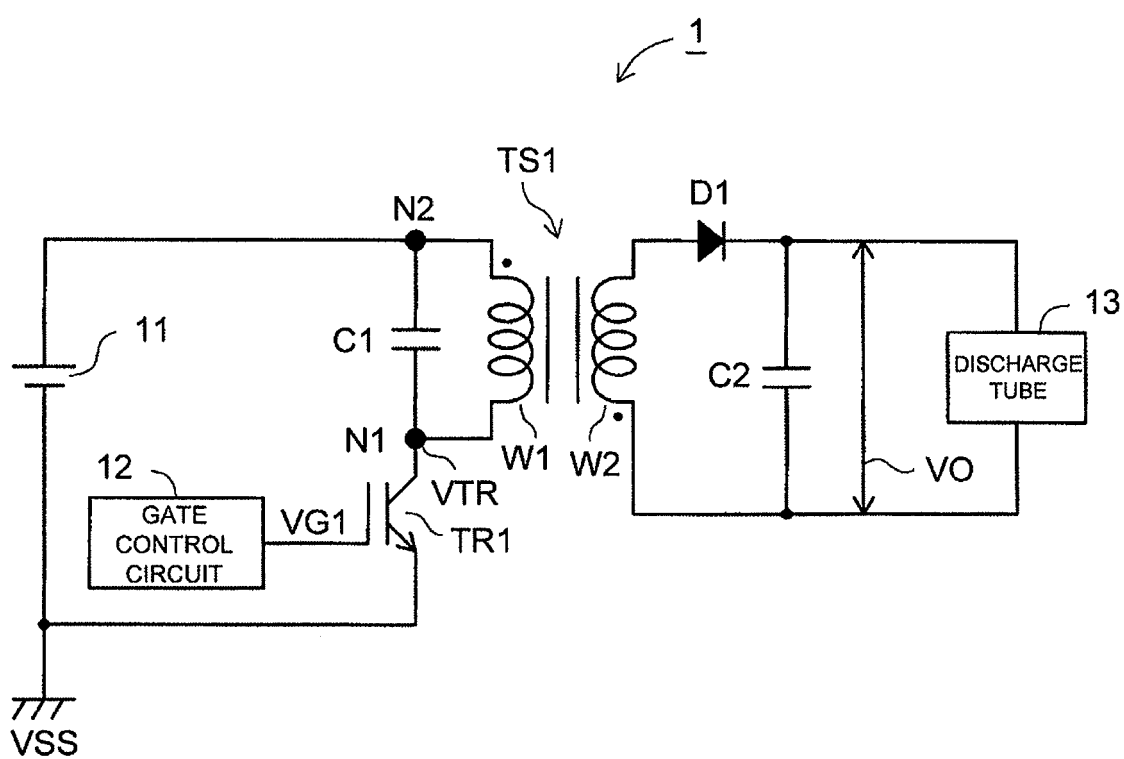 1
TS1
D1
N2
11
C1
13
DISCHARGE
TUBE
C2
N1
W1
W2
VO
12
VTR
GATE
CONTROL
CIRCUIT
VG1
TR1
VSS